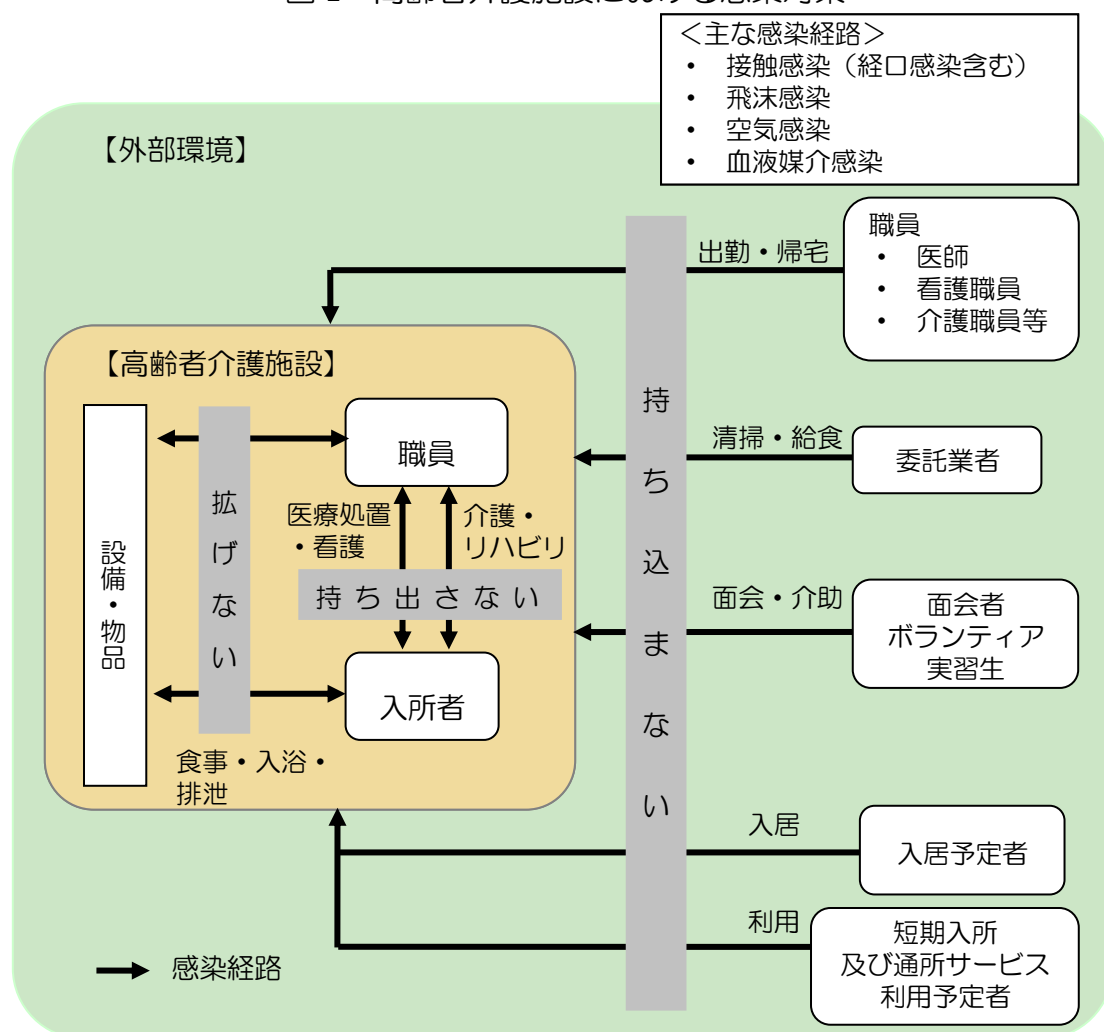 ＜主な感染経路＞
・ 接触感染（経口感染含む）
・ 飛沫感染
・ 空気感染
・ 血液媒介感染
【外部環境】
職員
・ 医師
・ 看護職員
・ 介護職員等
出勤・帰宅
【高齢者介護施設】
持ち込まない
職員
清掃・給食
委託業者
拡げない
医療処置
・看護
介護・
リハビリ
設備・物品
持ち出さない
面会・介助
面会者
ボランティア
実習生
入所者
食事・入浴・
排泄
入居
入居予定者
利用
短期入所
及び通所サービス
利用予定者
感染経路